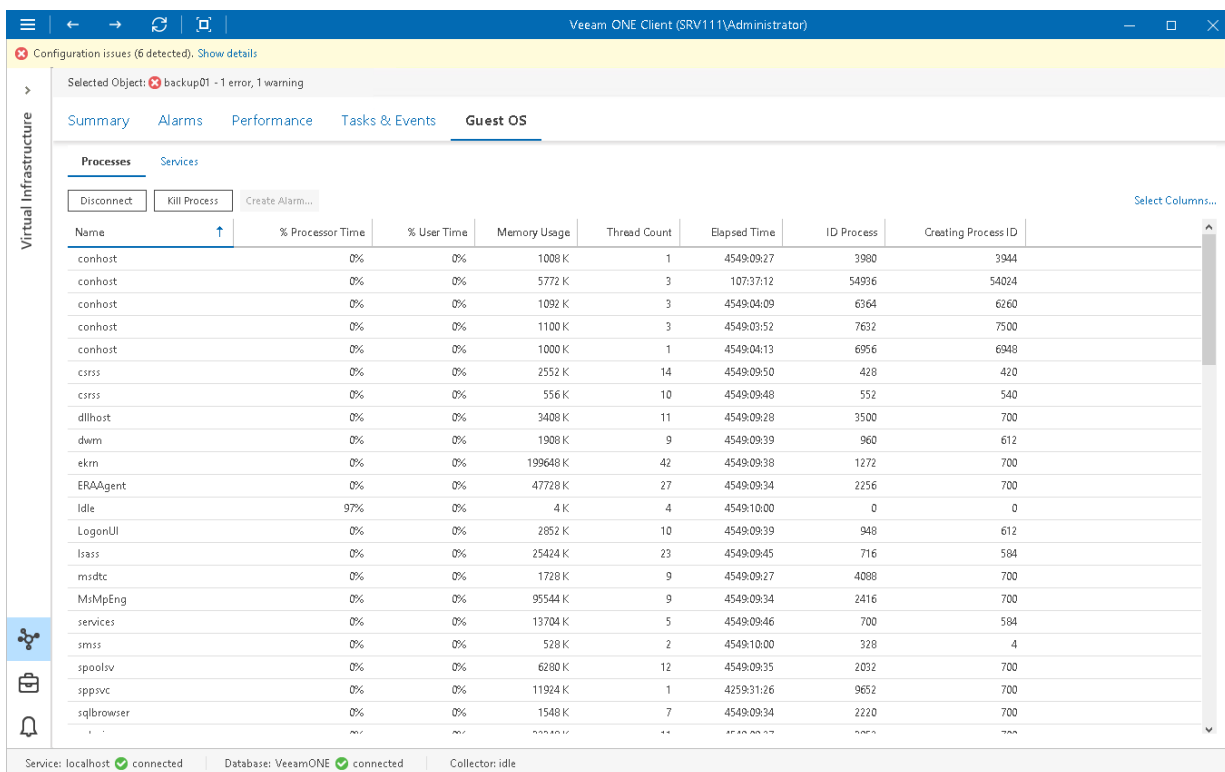 Veeam ONE Client (SRV111\Administrator)
Configuration issues (6 detected). Show details
Selected Object: backup01 - 1 error, 1 warning
Virtual Infrastructure
Summary Alarms Performance Tasks & Events Guest OS
Processes Services
Disconnect Kill Process Create Alarm... Select Columns...
Name % Processor Time % User Time Memory Usage Thread Count Elapsed Time ID Process Creating Process ID
conhost 0% 0% 1008 K 1 4549:09:27 3980 3944
conhost 0% 0% 5772 K 3 107:37:12 54936 54024
conhost 0% 0% 1092 K 3 4549:04:09 6364 6260
conhost 0% 0% 1100 K 3 4549:03:52 7632 7500
conhost 0% 0% 1000 K 1 4549:04:13 6956 6948
csrss 0% 0% 2552 K 14 4549:09:50 428 420
csrss 0% 0% 556 K 10 4549:09:48 552 540
dllhost 0% 0% 3408 K 11 4549:09:28 3500 700
dwm 0% 0% 1908 K 9 4549:09:39 960 612
ekrn 0% 0% 199648 K 42 4549:09:38 1272 700
ERAAgent 0% 0% 47728 K 27 4549:09:34 2256 700
Idle 97% 0% 4 K 4 4549:10:00 0 0
LogonUI 0% 0% 2852 K 10 4549:09:39 948 612
lsass 0% 0% 25424 K 23 4549:09:45 716 584
msdtc 0% 0% 1728 K 9 4549:09:27 4088 700
MsMpEng 0% 0% 95544 K 9 4549:09:34 2416 700
services 0% 0% 13704 K 5 4549:09:46 700 584
smss 0% 0% 528 K 2 4549:10:00 328 4
spoolsv 0% 0% 6280 K 12 4549:09:35 2032 700
sppsvc 0% 0% 11924 K 1 4259:31:26 9652 700
sqlbrowser 0% 0% 1548 K 7 4549:09:34 2220 700
Service: localhost connected Database: VeeamONE connected Collector: idle